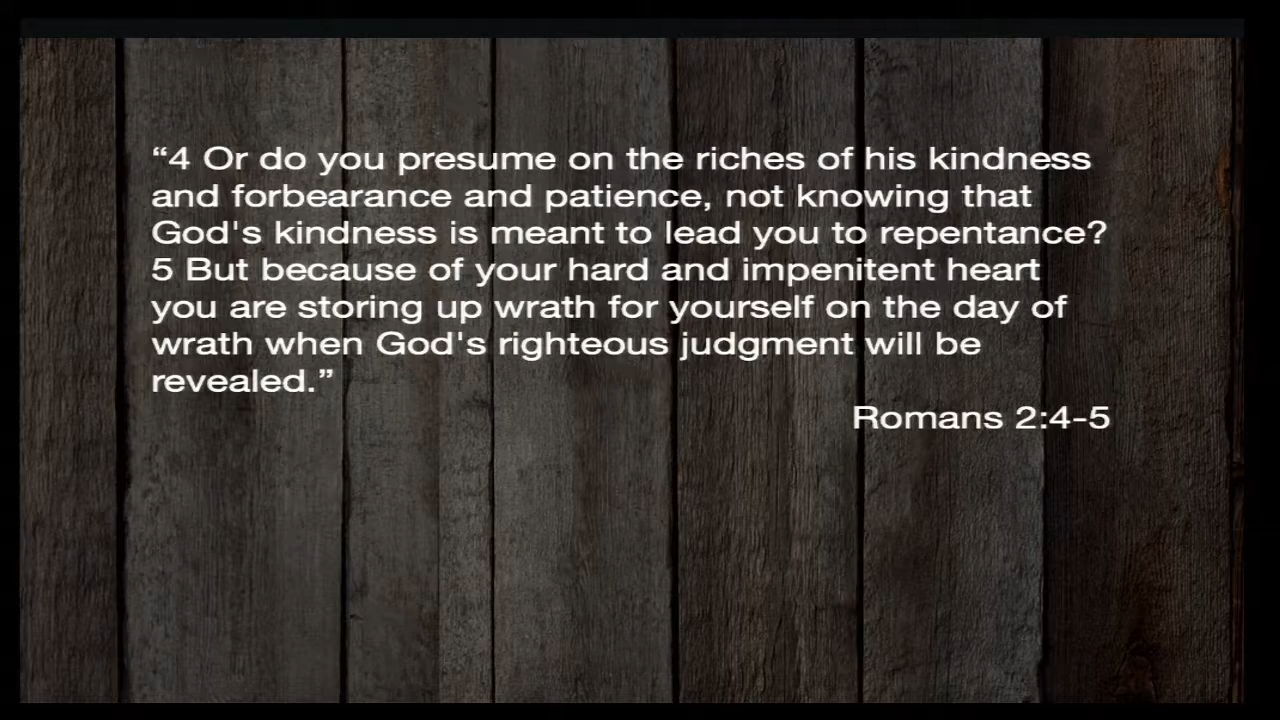 “4 Or do you presume on the riches of his kindness
and forbearance and patience, not knowing that
God's kindness is meant to lead you to repentance?
5 But because of your hard and impenitent heart
you are storing up wrath for yourself on the day of
wrath when God's righteous judgment will be
revealed.”
Romans 2:4-5